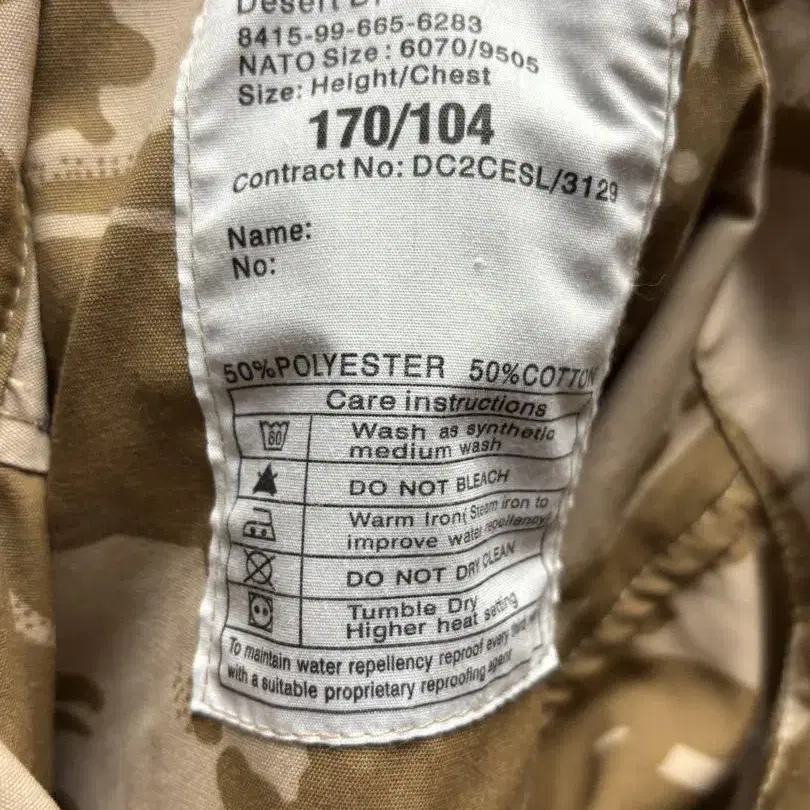 Desert
8415-99-665-6283
NATO Size : 6070/9505
Size: Height/Chest
170/104
Contract No: DC2CESL/3129
Name:
No:
50%POLYESTER 50%COTTON
Care instructions
60
Wash as synthetic
medium wash
DO NOT BLEACH
Warm Iron( Steam iron to
improve water repellency)
DO NOT DRY CLEAN
Tumble Dry
Higher heat setting
To maintain water repellency reproof every
with a suitable proprietary reproofing agent